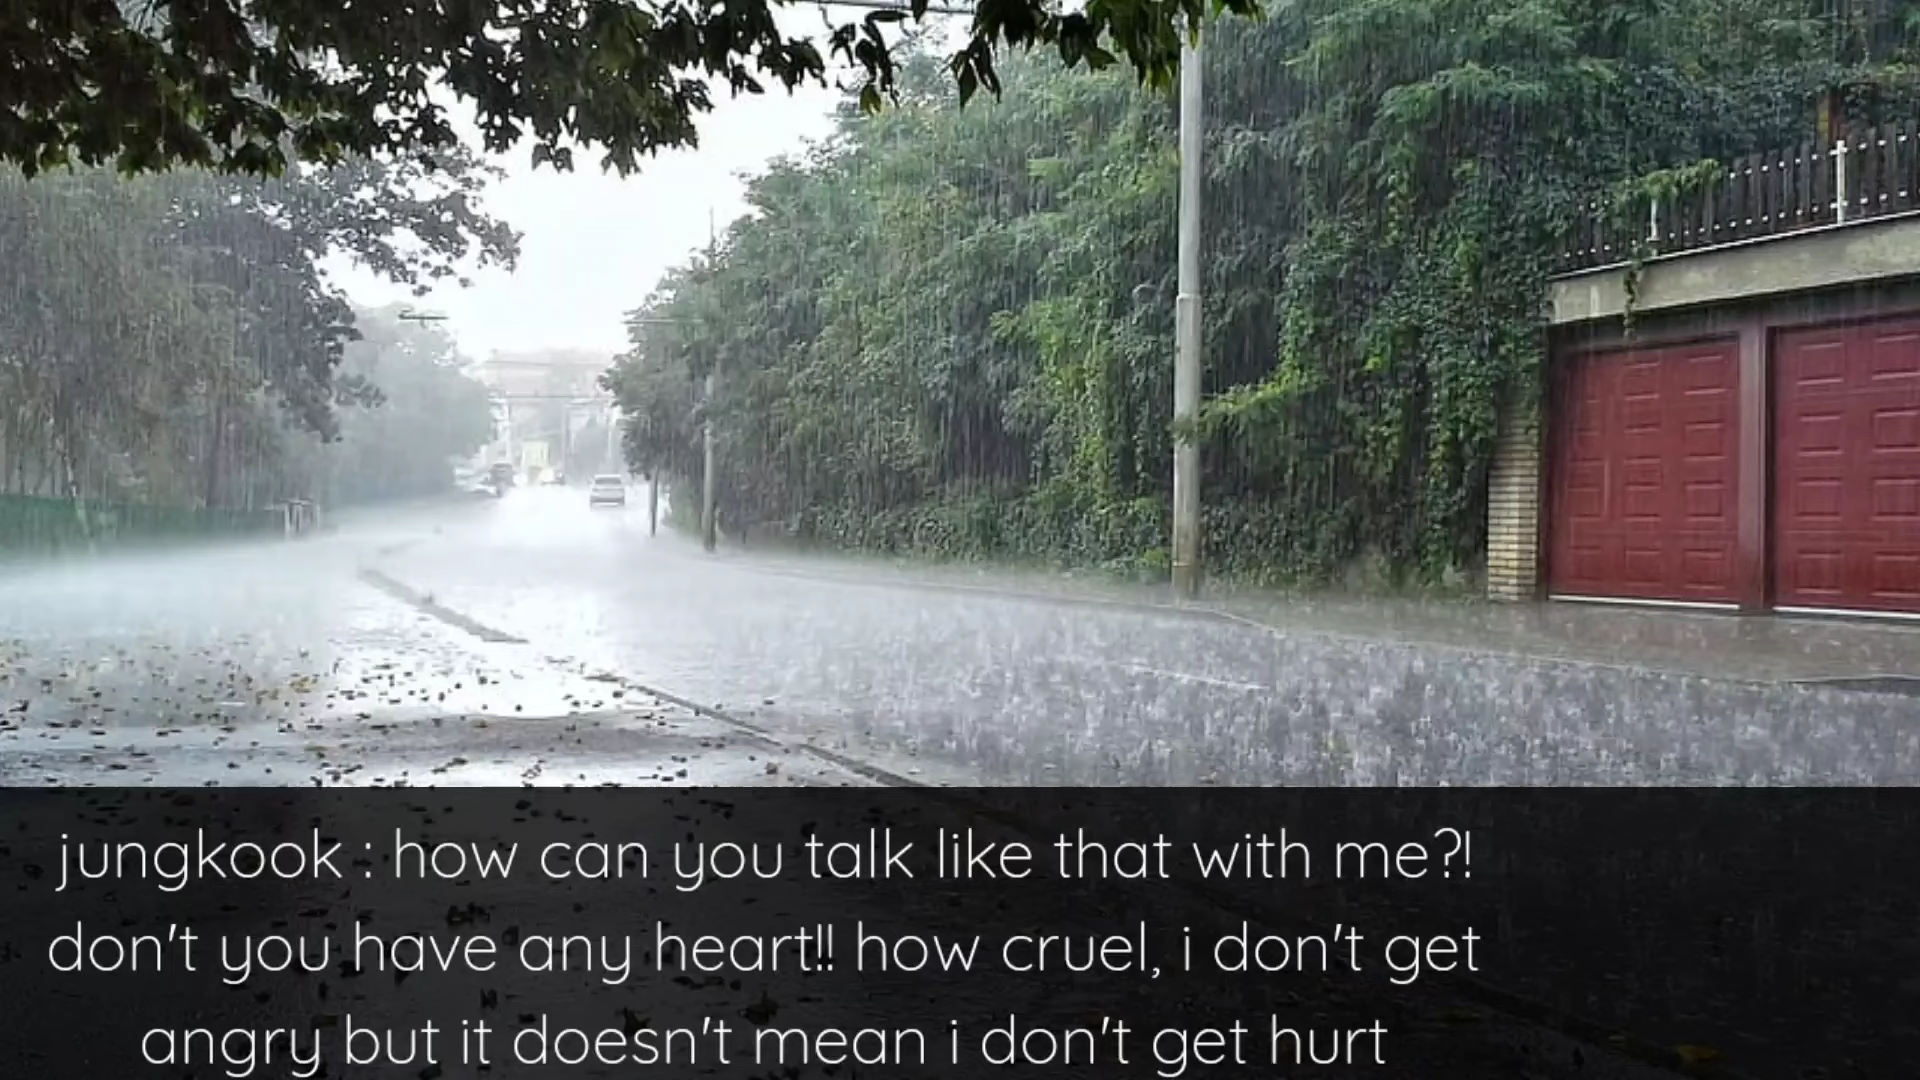 jungkook : how can you talk like that with me?!
don't you have any heart!! how cruel, i don't get
angry but it doesn't mean i don't get hurt